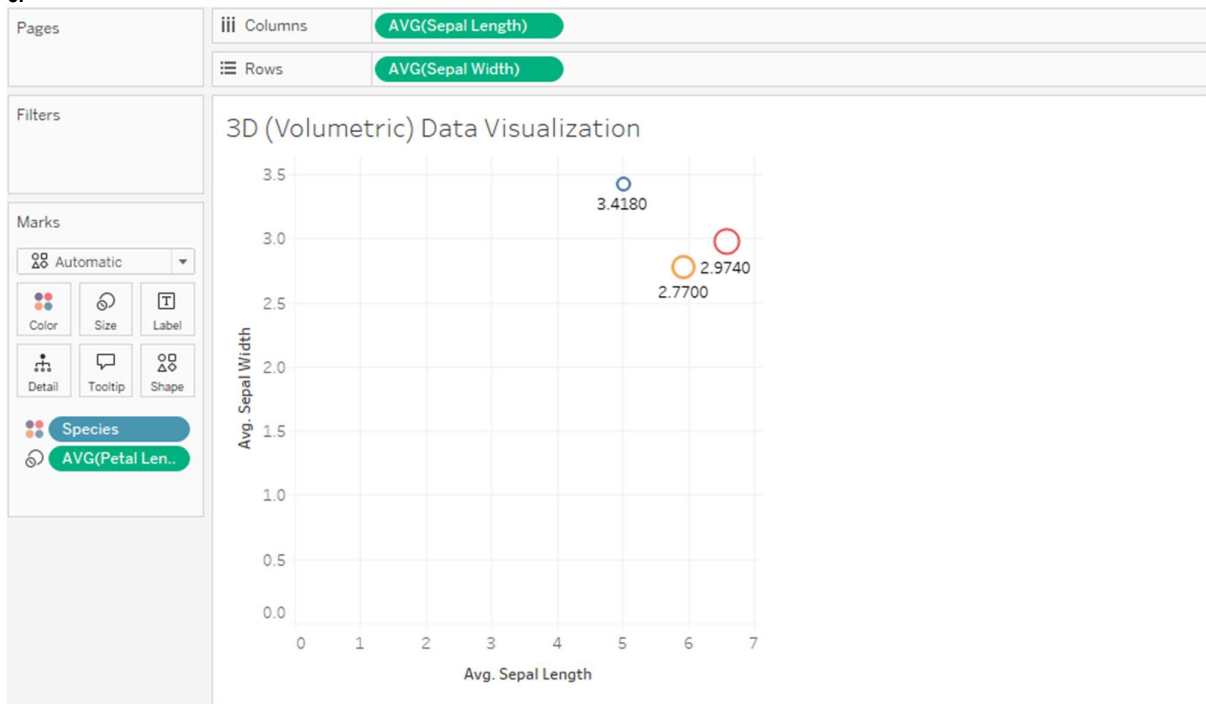 Pages
iii Columns AVG(Sepal Length)
Rows AVG(Sepal Width)
Filters
3D (Volumetric) Data Visualization
Marks
Automatic
Color Size Label
Detail Tooltip Shape
Species
AVG(Petal Len..
Avg. Sepal Width
3.5
3.0
2.5
2.0
1.5
1.0
0.5
0.0
3.4180
2.9740
2.7700
0 1 2 3 4 5 6 7
Avg. Sepal Length